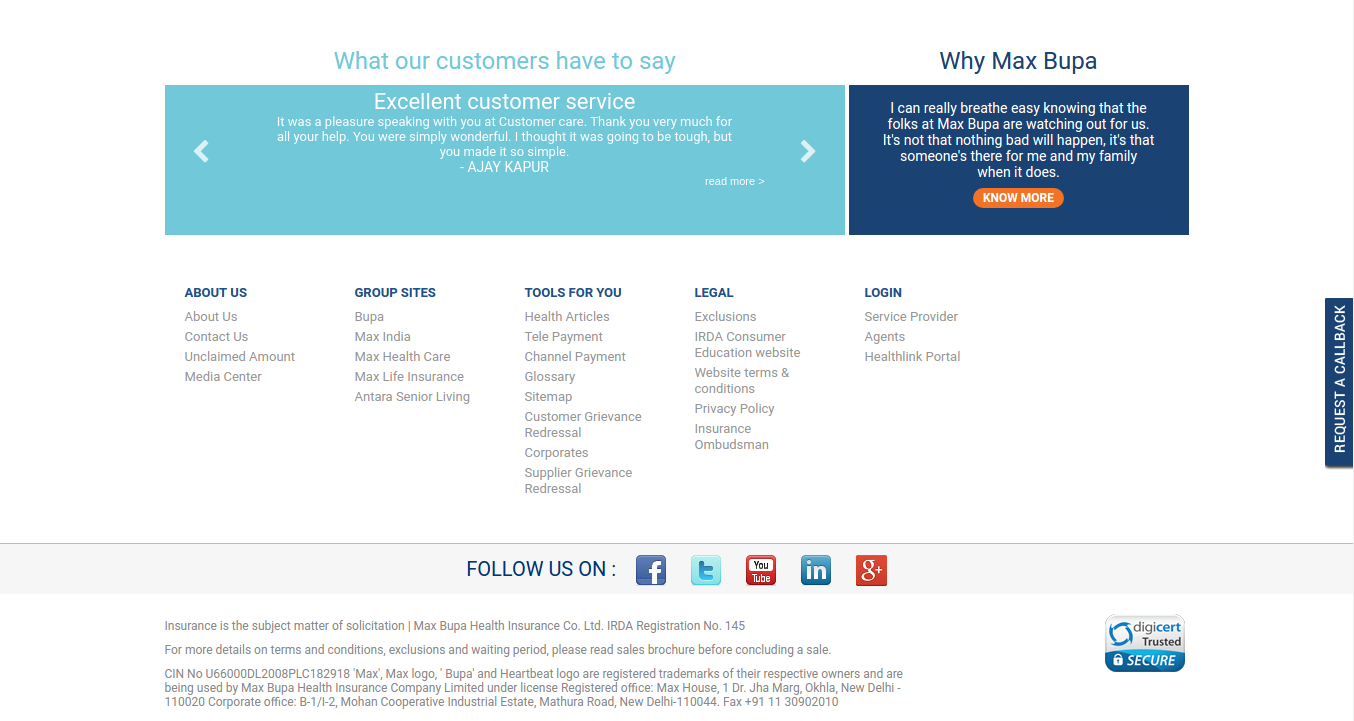 What our customers have to say
Excellent customer service
It was a pleasure speaking with you at Customer care. Thank you very much for
all your help. You were simply wonderful. I thought it was going to be tough, but
you made it so simple.
- AJAY KAPUR
read more >
Why Max Bupa
I can really breathe easy knowing that the
folks at Max Bupa are watching out for us.
It's not that nothing bad will happen, it's that
someone's there for me and my family
when it does.
KNOW MORE
ABOUT US
About Us
Contact Us
Unclaimed Amount
Media Center
GROUP SITES
Bupa
Max India
Max Health Care
Max Life Insurance
Antara Senior Living
TOOLS FOR YOU
Health Articles
Tele Payment
Channel Payment
Glossary
Sitemap
Customer Grievance
Redressal
Corporates
Supplier Grievance
Redressal
LEGAL
Exclusions
IRDA Consumer
Education website
Website terms &
conditions
Privacy Policy
Insurance
Ombudsman
LOGIN
Service Provider
Agents
Healthlink Portal
REQUEST A CALLBACK
FOLLOW US ON :
f
t
You
Tube
in
g+
Insurance is the subject matter of solicitation | Max Bupa Health Insurance Co. Ltd. IRDA Registration No. 145
For more details on terms and conditions, exclusions and waiting period, please read sales brochure before concluding a sale.
CIN No U66000DL2008PLC182918 'Max', Max logo, ' Bupa' and Heartbeat logo are registered trademarks of their respective owners and are
being used by Max Bupa Health Insurance Company Limited under license Registered office: Max House, 1 Dr. Jha Marg, Okhla, New Delhi -
110020 Corporate office: B-1/I-2, Mohan Cooperative Industrial Estate, Mathura Road, New Delhi-110044. Fax +91 11 30902010
digicert
Trusted
SECURE